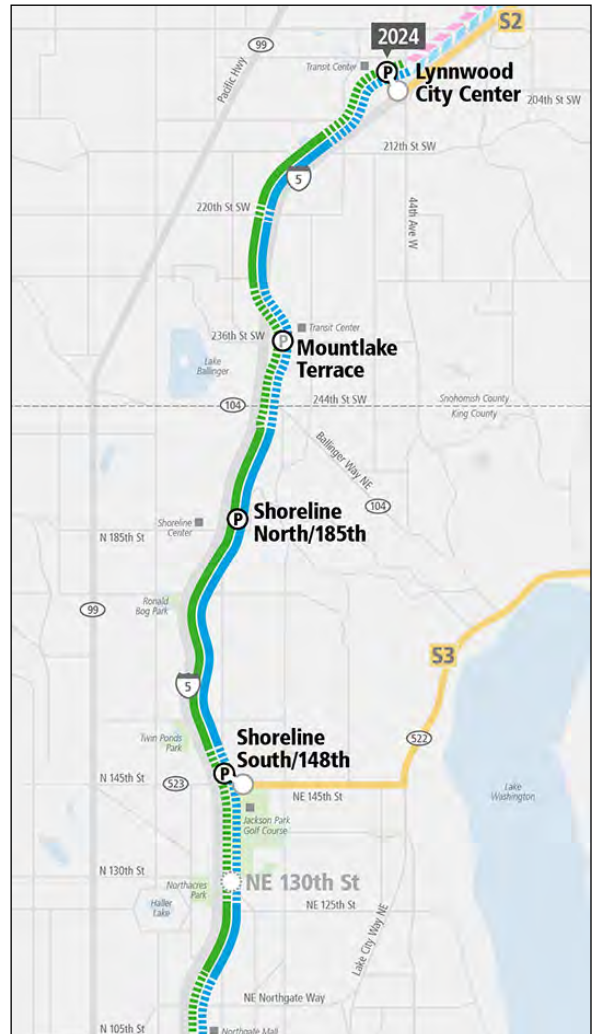 S2
2024
99
Pacific Hwy
Transit Center
P
Lynnwood
City Center
204th St SW
212th St SW
5
220th St SW
44th Ave W
236th St SW
Transit Center
P
Mountlake
Terrace
Lake
Ballinger
104
244th St SW
Snohomish County
King County
Ballinger Way NE
104
Shoreline
Center
P
Shoreline
North/185th
N 185th St
Ronald
Bog Park
99
S3
5
Twin Ponds
Park
Shoreline
South/148th
522
P
N 145th St
523
NE 145th St
Lake
Washington
Jackson Park
Golf Course
N 130th St
Northacres
Park
NE 130th St
Haller
Lake
NE 125th St
Lake City Way NE
NE Northgate Way
N 105th St
Northgate Mall